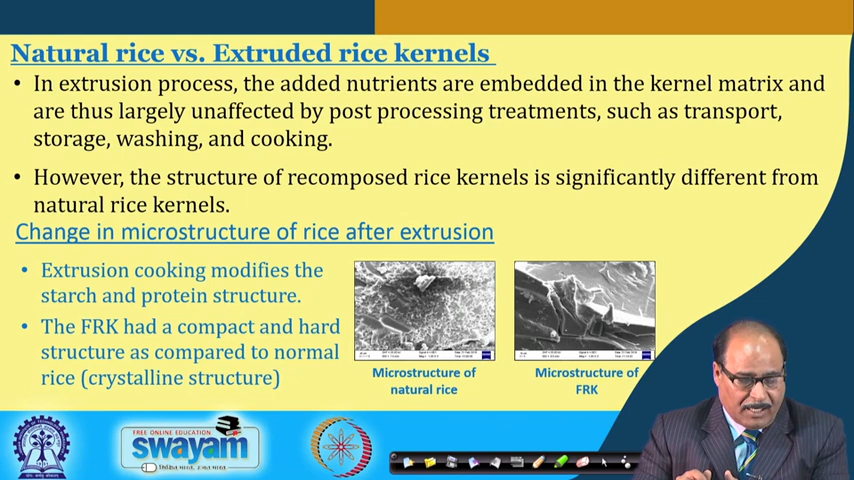 Natural rice vs. Extruded rice kernels
• In extrusion process, the added nutrients are embedded in the kernel matrix and
are thus largely unaffected by post processing treatments, such as transport,
storage, washing, and cooking.
• However, the structure of recomposed rice kernels is significantly different from
natural rice kernels.
Change in microstructure of rice after extrusion
• Extrusion cooking modifies the
starch and protein structure.
• The FRK had a compact and hard
structure as compared to normal
rice (crystalline structure)
Microstructure of
natural rice
Microstructure of
FRK
FREE ONLINE EDUCATION
swayam